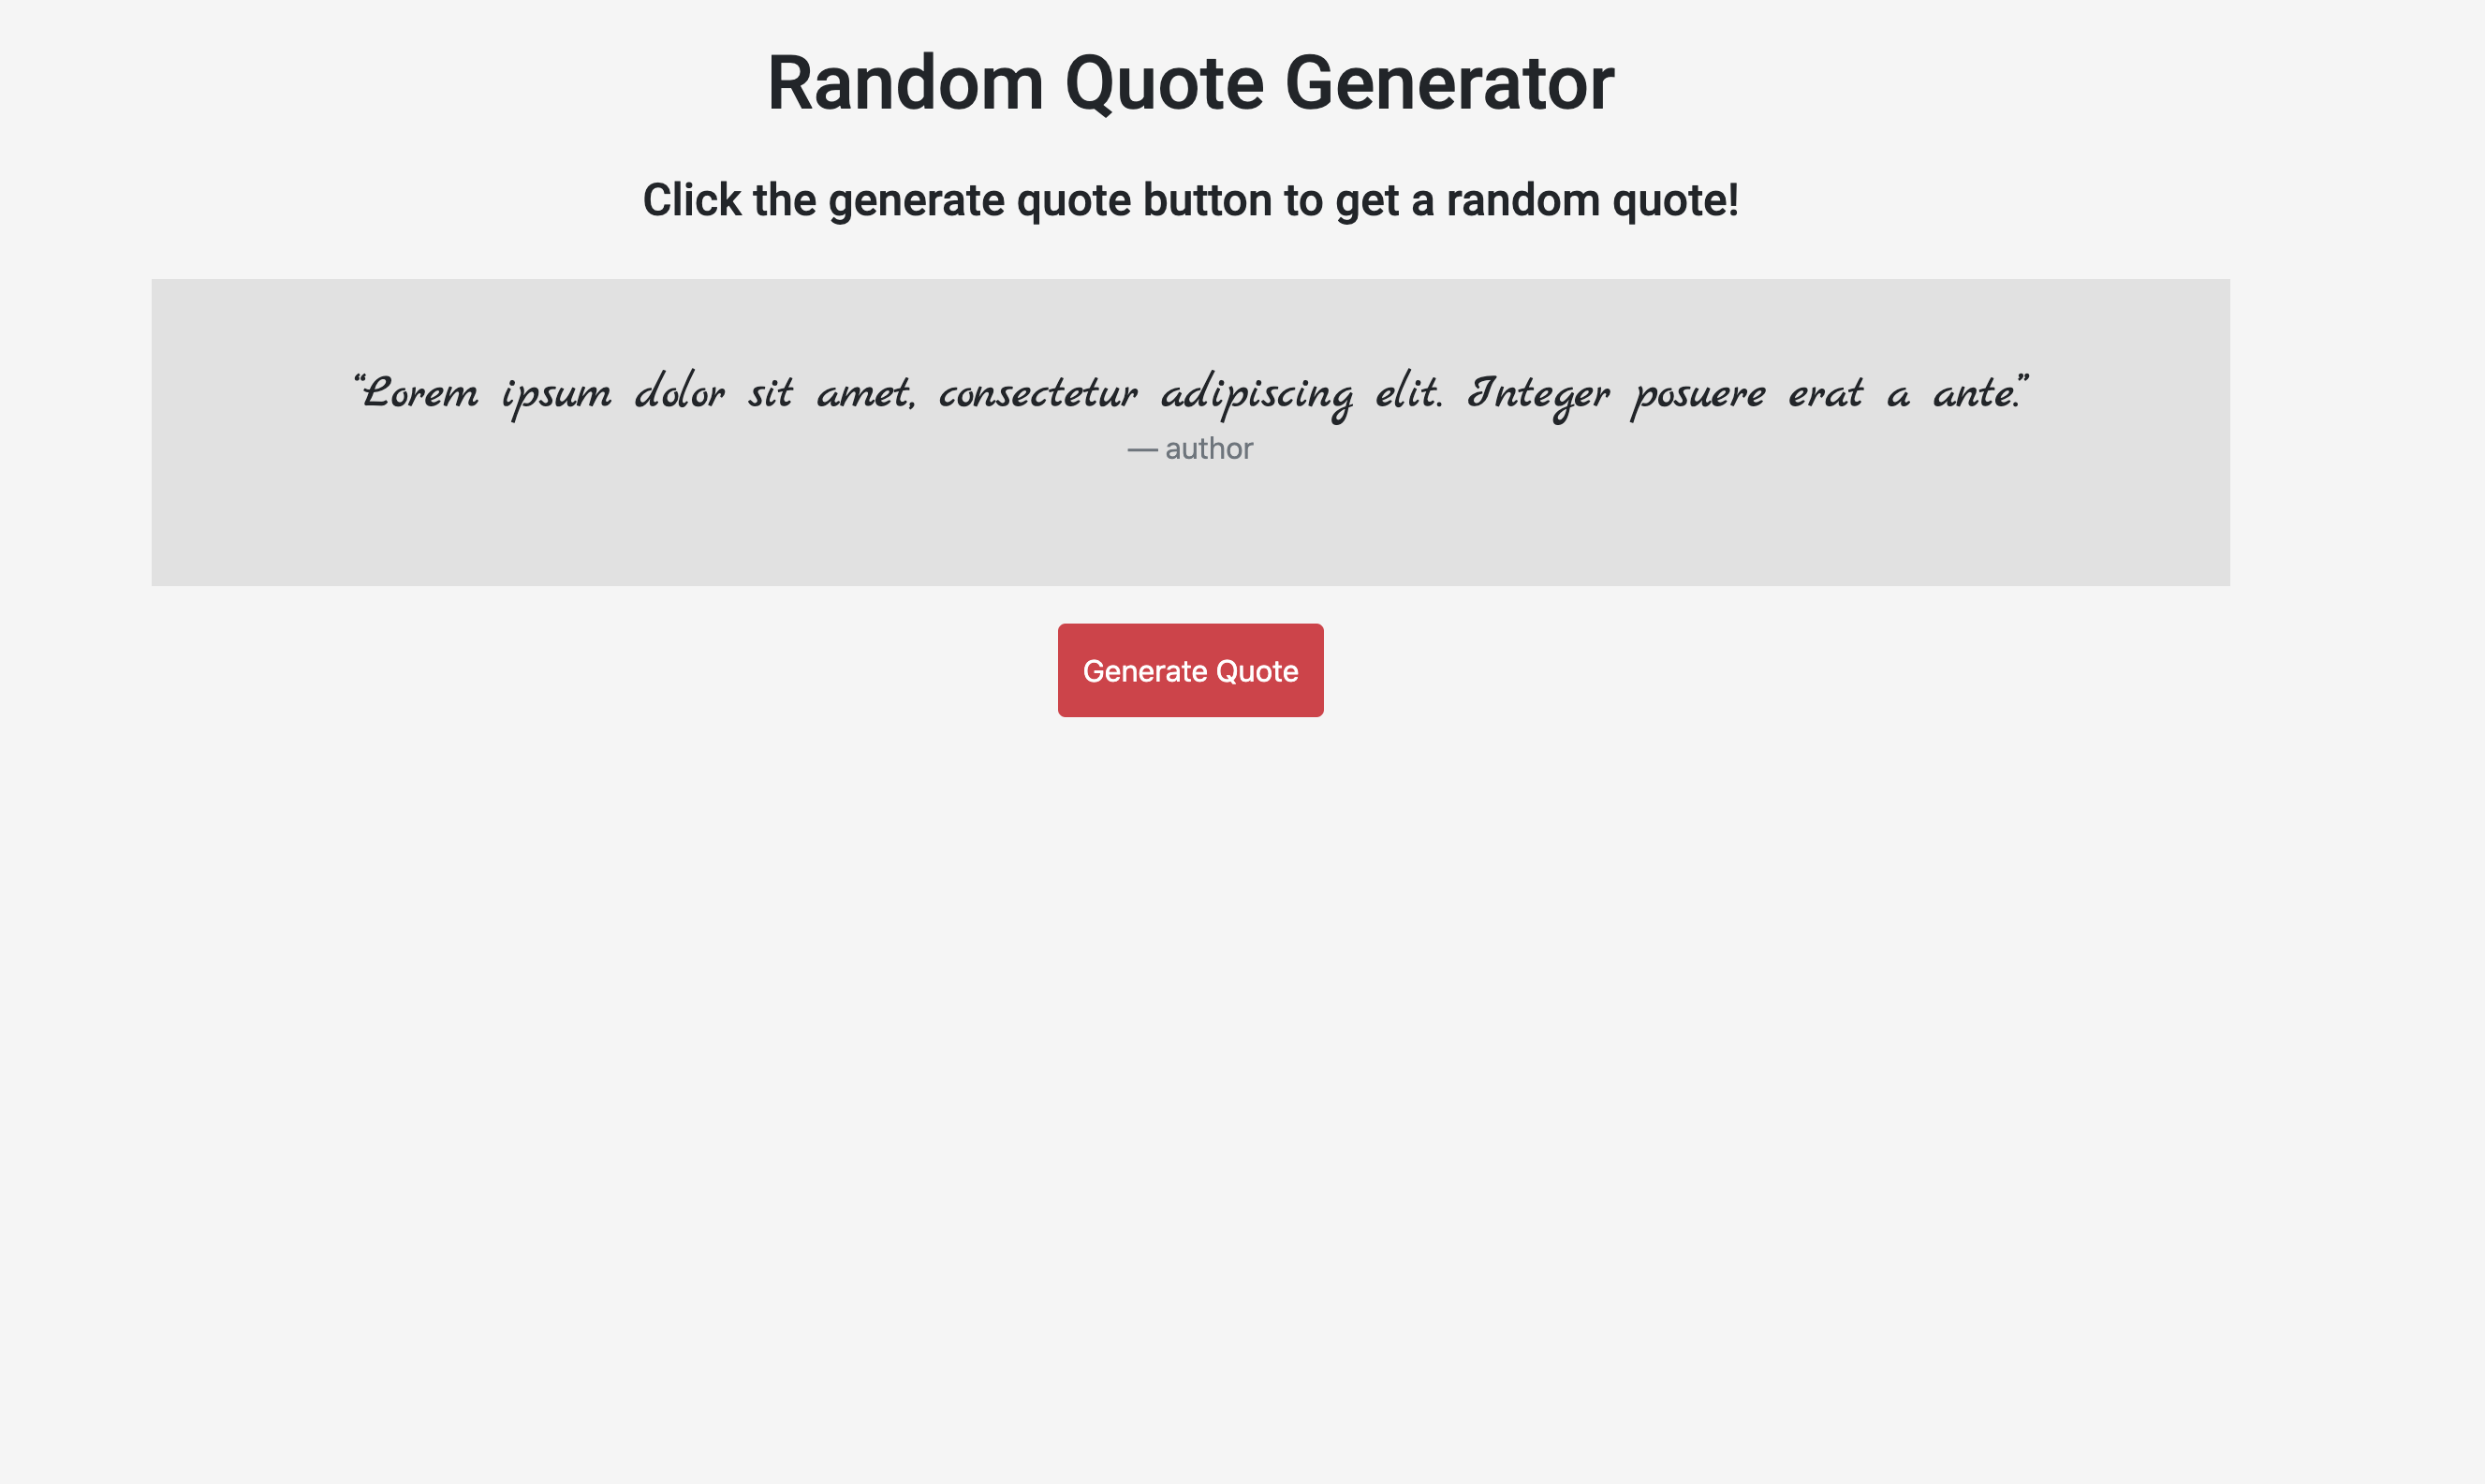 Random Quote Generator
Click the generate quote button to get a random quote!
“Lorem ipsum dolor sit amet, consectetur adipiscing elit. Integer posuere erat a ante.”
— author
Generate Quote